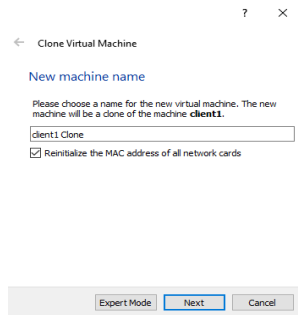 ?
Clone Virtual Machine
New machine name
Please choose a name for the new virtual machine. The new
machine will be a clone of the machine client1.
client1 Clone
Reinitialize the MAC address of all network cards
Expert Mode Next Cancel